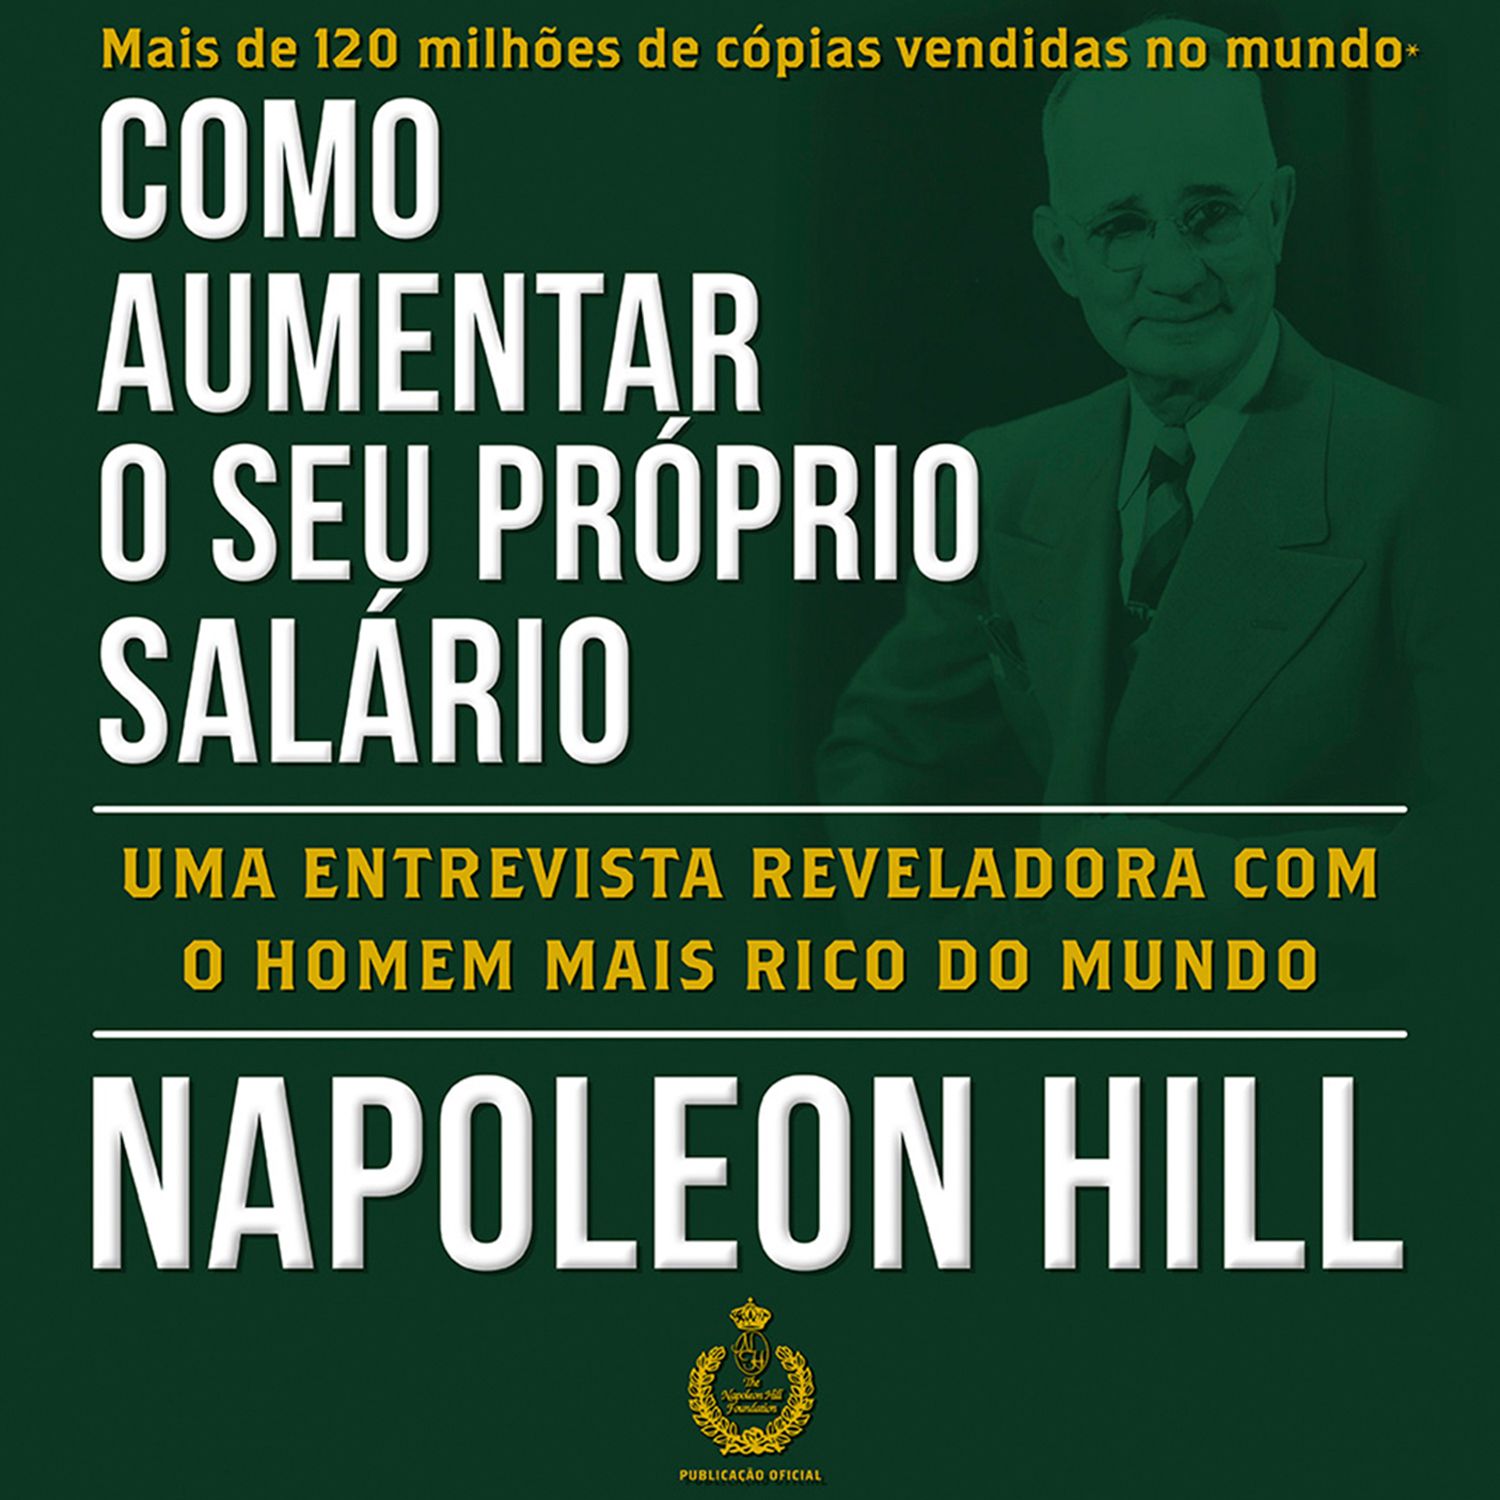 Mais de 120 milhões de cópias vendidas no mundo*
COMO
AUMENTAR
O SEU PRÓPRIO
SALÁRIO
UMA ENTREVISTA REVELADORA COM
O HOMEM MAIS RICO DO MUNDO
NAPOLEON HILL
NH
The
Napoleon Hill
Foundation
PUBLICAÇÃO OFICIAL